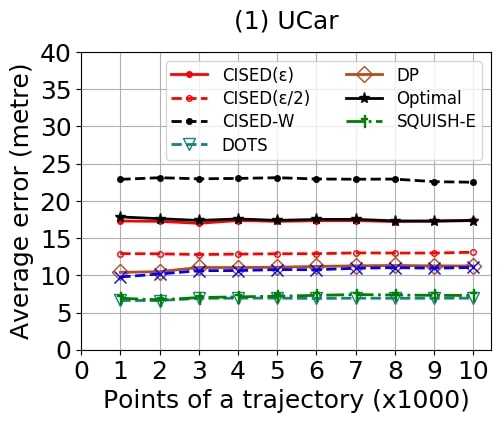 (1) UCar
Average error (metre)
40
35
30
25
20
15
10
5
0
CISED(ε)
CISED(ε/2)
CISED-W
DOTS
DP
Optimal
SQUISH-E
0 1 2 3 4 5 6 7 8 9 10
Points of a trajectory (x1000)